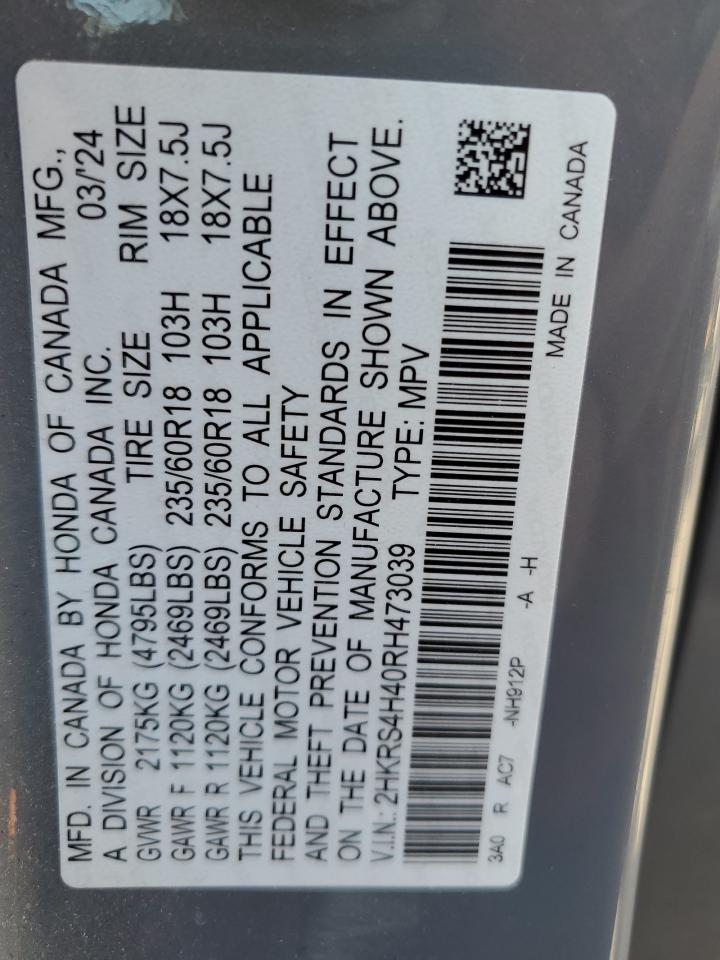 MFD. IN CANADA BY HONDA OF CANADA MFG.,
A DIVISION OF HONDA CANADA INC. 03/'24
GVWR 2175KG (4795LBS) TIRE SIZE RIM SIZE
GAWR F 1120KG (2469LBS) 235/60R18 103H 18X7.5J
GAWR R 1120KG (2469LBS) 235/60R18 103H 18X7.5J
THIS VEHICLE CONFORMS TO ALL APPLICABLE
FEDERAL MOTOR VEHICLE SAFETY
AND THEFT PREVENTION STANDARDS IN EFFECT
ON THE DATE OF MANUFACTURE SHOWN ABOVE.
V.I.N.: 2HKRS4H40RH473039 TYPE: MPV
3A0 R AC7 -NH912P -A -H
MADE IN CANADA